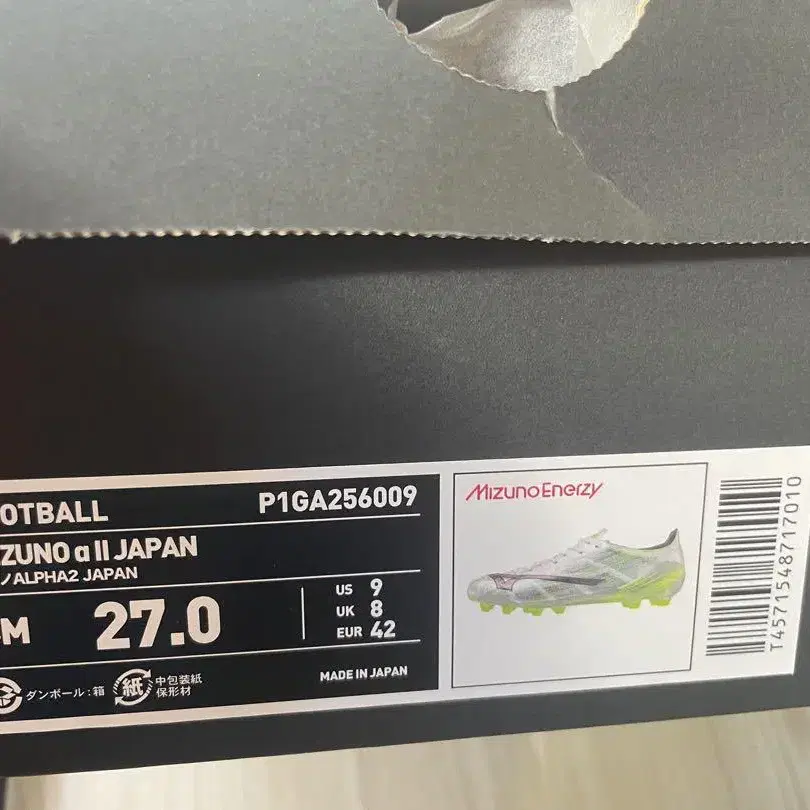 OTBALL
P1GA256009
ZUNO α II JAPAN
ノALPHA2 JAPAN
M
27.0
US 9
UK 8
EUR 42
MADE IN JAPAN
ダンボール:箱
紙
中包装紙
保形材
MizunoEnerzy
T4571548717010